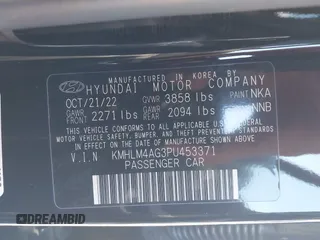 MANUFACTURED IN KOREA BY
HYUNDAI MOTOR COMPANY
OCT/21/22 GVWR 3858 lbs PAINT NKA
GAWR FRONT 2271 lbs GAWR REAR 2094 lbs NNB
THIS VEHICLE CONFORMS TO ALL APPLICABLE
FEDERAL MOTOR VEHICLE SAFETY, BUMPER, AND
THEFT PREVENTION STANDARDS IN EFFECT ON THE
DATE OF MANUFACTURE SHOWN ABOVE.
V.I.N KMHLM4AG3PU453371
PASSENGER CAR
DREAMBID